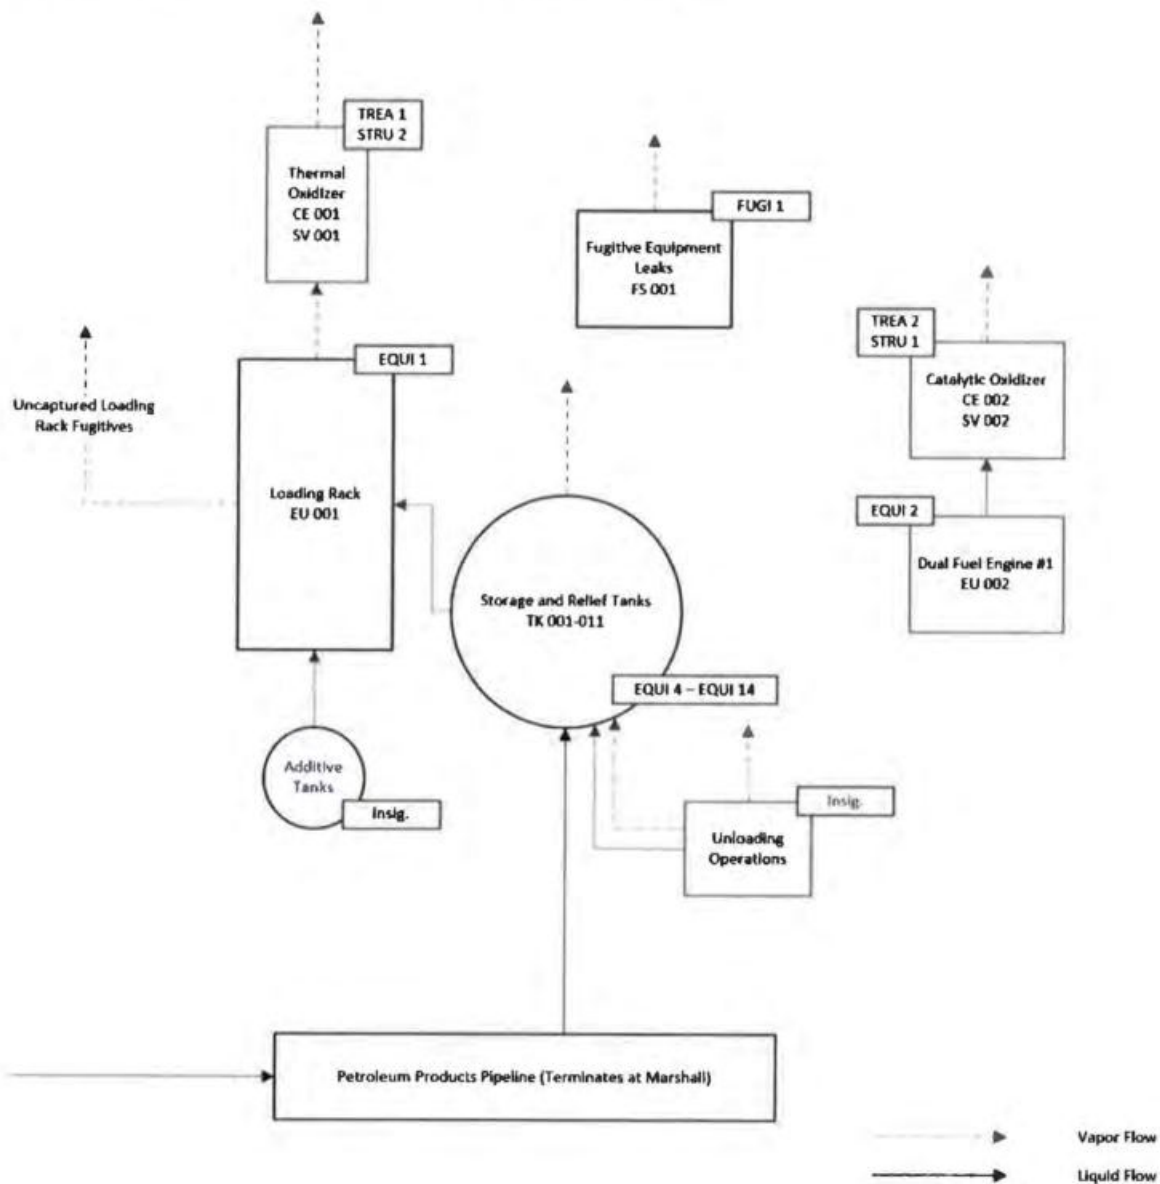 TREA 1
STRU 2
Thermal
Oxidizer
CE 001
SV 001
FUGI 1
Fugitive Equipment
Leaks
FS 001
TREA 2
STRU 1
Catalytic Oxidizer
CE 002
SV 002
EQUI 1
Uncaptured Loading
Rack Fugitives
Loading Rack
EU 001
EQUI 2
Dual Fuel Engine #1
EU 002
Storage and Relief Tanks
TK 001-011
EQUI 4 – EQUI 14
Additive
Tanks
Insig.
Insig.
Unloading
Operations
Petroleum Products Pipeline (Terminates at Marshall)
Vapor Flow
Liquid Flow